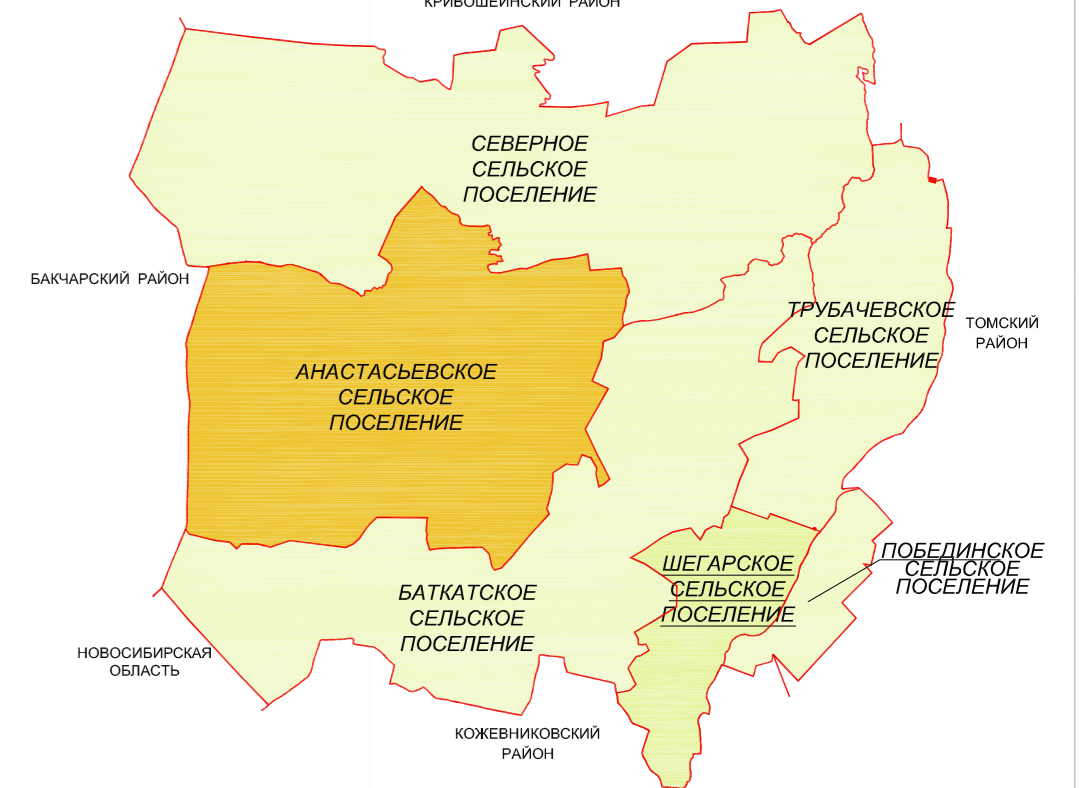 КРИВОШЕИНСКИЙ РАЙОН
СЕВЕРНОЕ
СЕЛЬСКОЕ
ПОСЕЛЕНИЕ
БАКЧАРСКИЙ РАЙОН
ТРУБАЧЕВСКОЕ
СЕЛЬСКОЕ
ПОСЕЛЕНИЕ
ТОМСКИЙ
РАЙОН
АНАСТАСЬЕВСКОЕ
СЕЛЬСКОЕ
ПОСЕЛЕНИЕ
ШЕГАРСКОЕ
СЕЛЬСКОЕ
ПОСЕЛЕНИЕ
ПОБЕДИНСКОЕ
СЕЛЬСКОЕ
ПОСЕЛЕНИЕ
БАТКАТСКОЕ
СЕЛЬСКОЕ
ПОСЕЛЕНИЕ
НОВОСИБИРСКАЯ
ОБЛАСТЬ
КОЖЕВНИКОВСКИЙ
РАЙОН